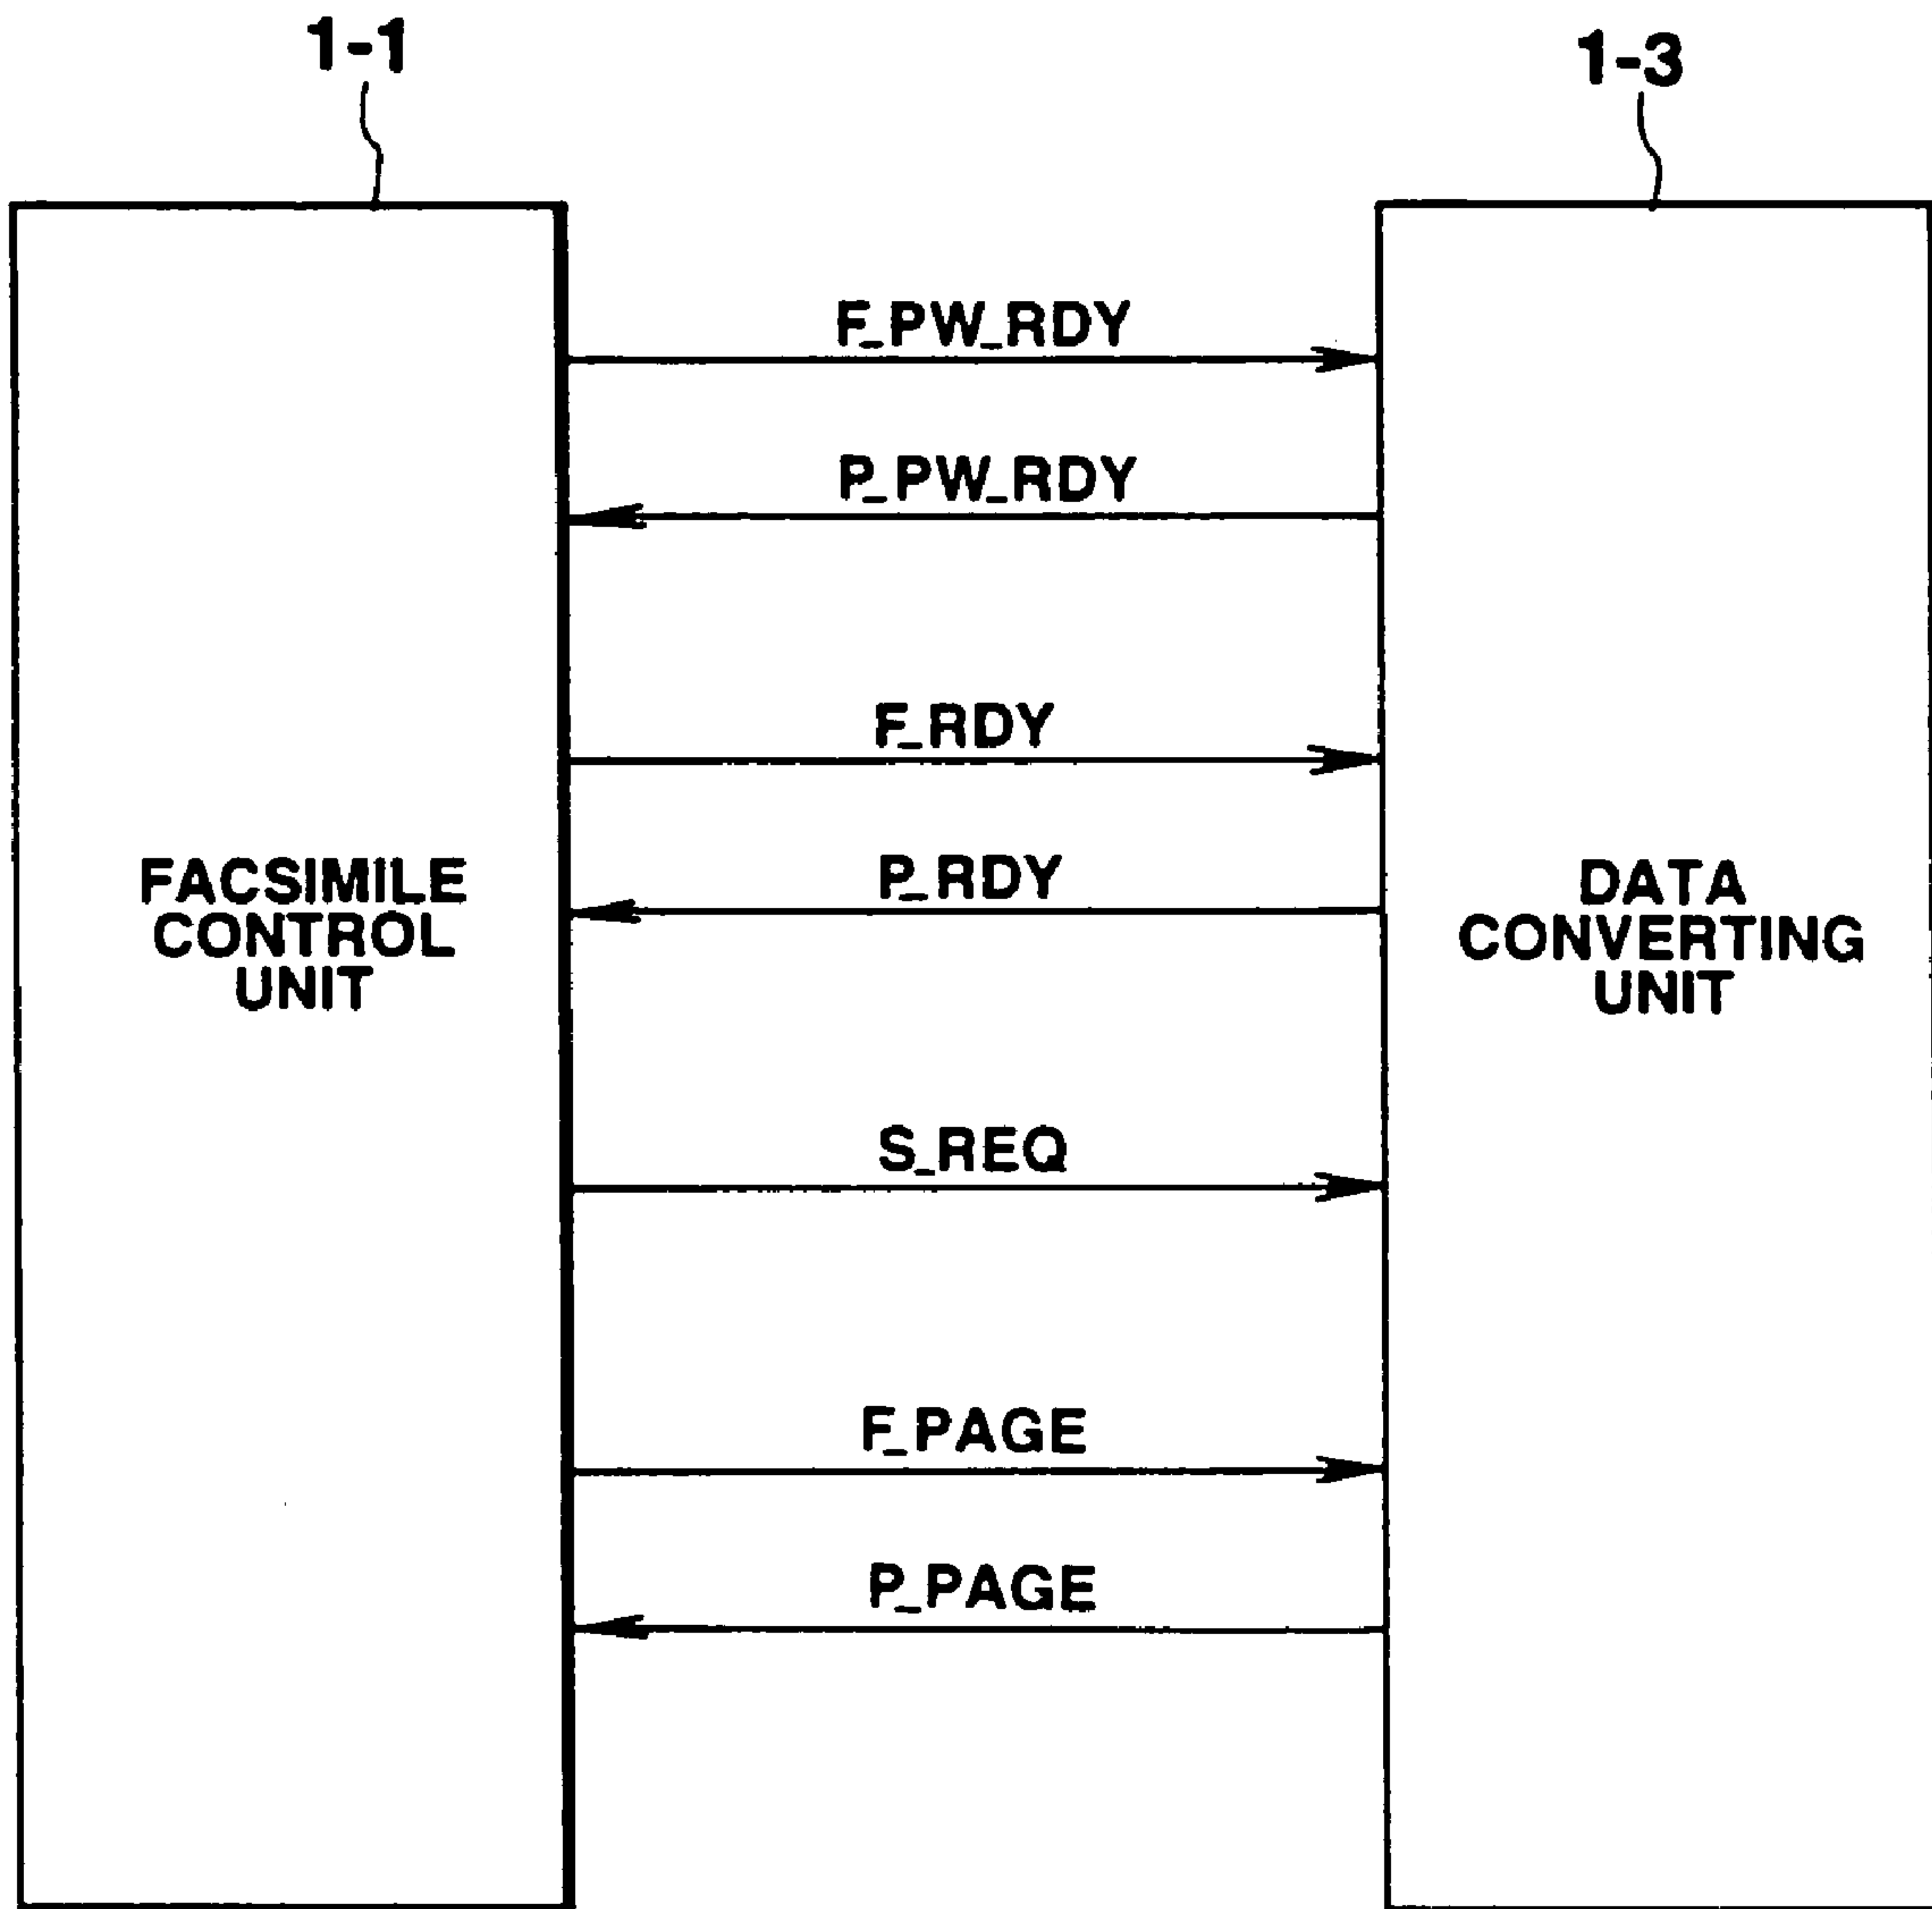 1-1
1-3
F_PW_RDY
P_PW_RDY
F_RDY
P_RDY
FACSIMILE
CONTROL
UNIT
DATA
CONVERTING
UNIT
S_REQ
F_PAGE
P_PAGE